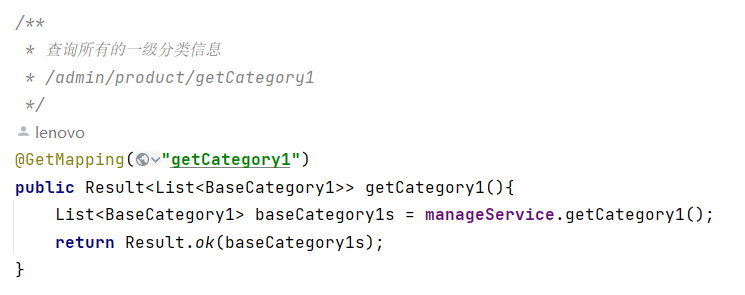 /**
 * 查询所有的一级分类信息
 * /admin/product/getCategory1
 */
lenovo
@GetMapping("getCategory1")
public Result<List<BaseCategory1>> getCategory1(){
    List<BaseCategory1> baseCategory1s = manageService.getCategory1();
    return Result.ok(baseCategory1s);
}